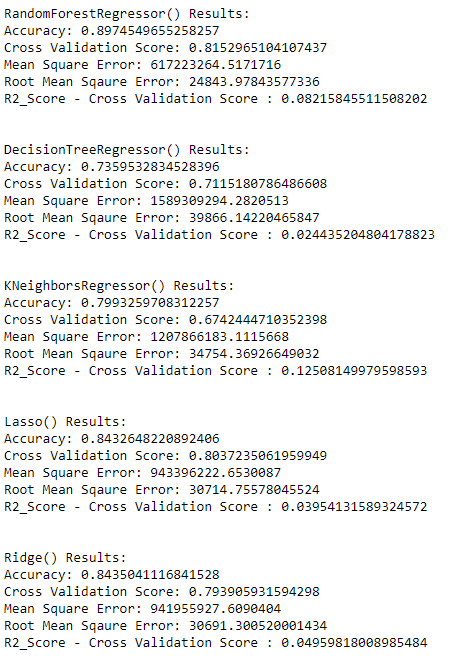 RandomForestRegressor() Results:
Accuracy: 0.8974549655258257
Cross Validation Score: 0.8152965104107437
Mean Square Error: 617223264.5171716
Root Mean Sqaure Error: 24843.97843577336
R2_Score - Cross Validation Score : 0.08215845511508202
DecisionTreeRegressor() Results:
Accuracy: 0.7359532834528396
Cross Validation Score: 0.7115180786486608
Mean Square Error: 1589309294.2820513
Root Mean Sqaure Error: 39866.14220465847
R2_Score - Cross Validation Score : 0.024435204804178823
KNeighborsRegressor() Results:
Accuracy: 0.7993259708312257
Cross Validation Score: 0.6742444710352398
Mean Square Error: 1207866183.1115668
Root Mean Sqaure Error: 34754.36926649032
R2_Score - Cross Validation Score : 0.12508149979598593
Lasso() Results:
Accuracy: 0.8432648220892406
Cross Validation Score: 0.8037235061959949
Mean Square Error: 943396222.6530087
Root Mean Sqaure Error: 30714.75578045524
R2_Score - Cross Validation Score : 0.03954131589324572
Ridge() Results:
Accuracy: 0.8435041116841528
Cross Validation Score: 0.793905931594298
Mean Square Error: 941955927.6090404
Root Mean Sqaure Error: 30691.300520001434
R2_Score - Cross Validation Score : 0.04959818008985484